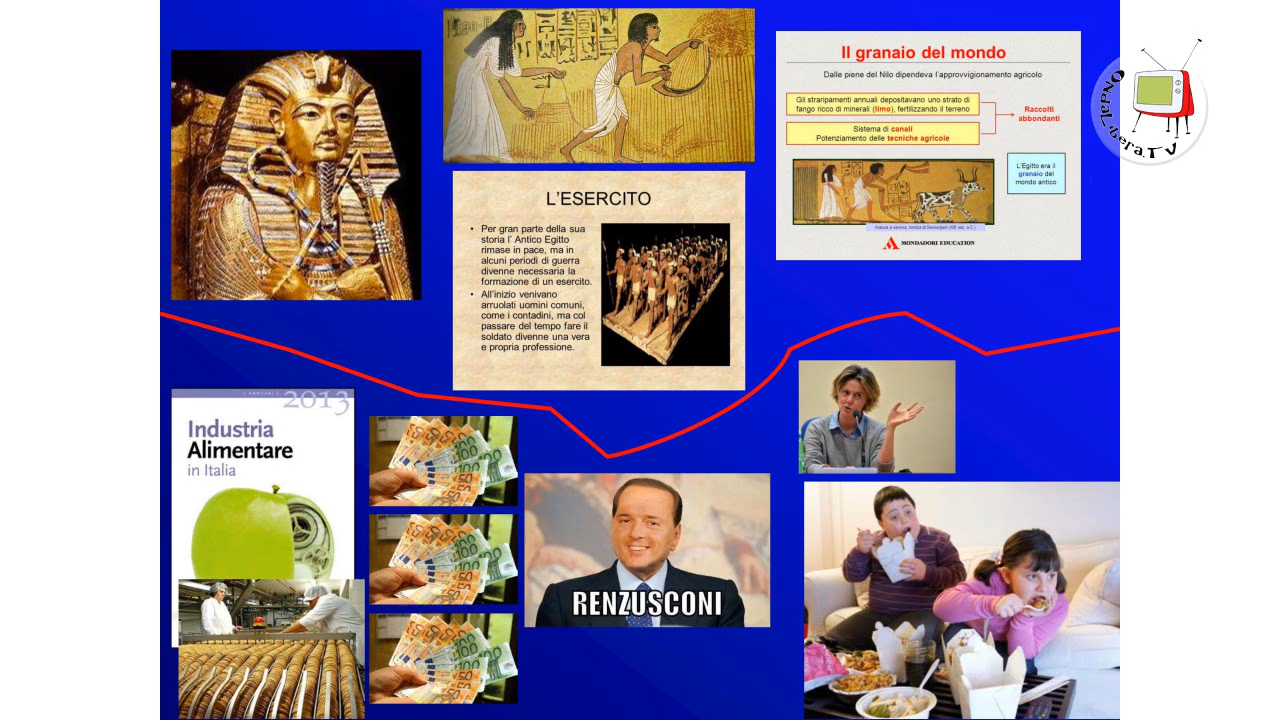 Il granaio del mondo
Dalle piene del Nilo dipendeva l'approvvigionamento agricolo
Gli straripamenti annuali depositavano uno strato di
fango ricco di minerali (limo), fertilizzando il terreno
Sistema di canali
Potenziamento delle tecniche agricole
Raccolti
abbondanti
L'Egitto era il
granaio del
mondo antico
MONDADORI EDUCATION
L'ESERCITO
• Per gran parte della sua
storia l' Antico Egitto
rimase in pace, ma in
alcuni periodi di guerra
divenne necessaria la
formazione di un esercito.
• All'inizio venivano
arruolati uomini comuni,
come i contadini, ma col
passare del tempo fare il
soldato divenne una vera
e propria professione.
2013
Industria
Alimentare
in Italia
RENZUSCONI